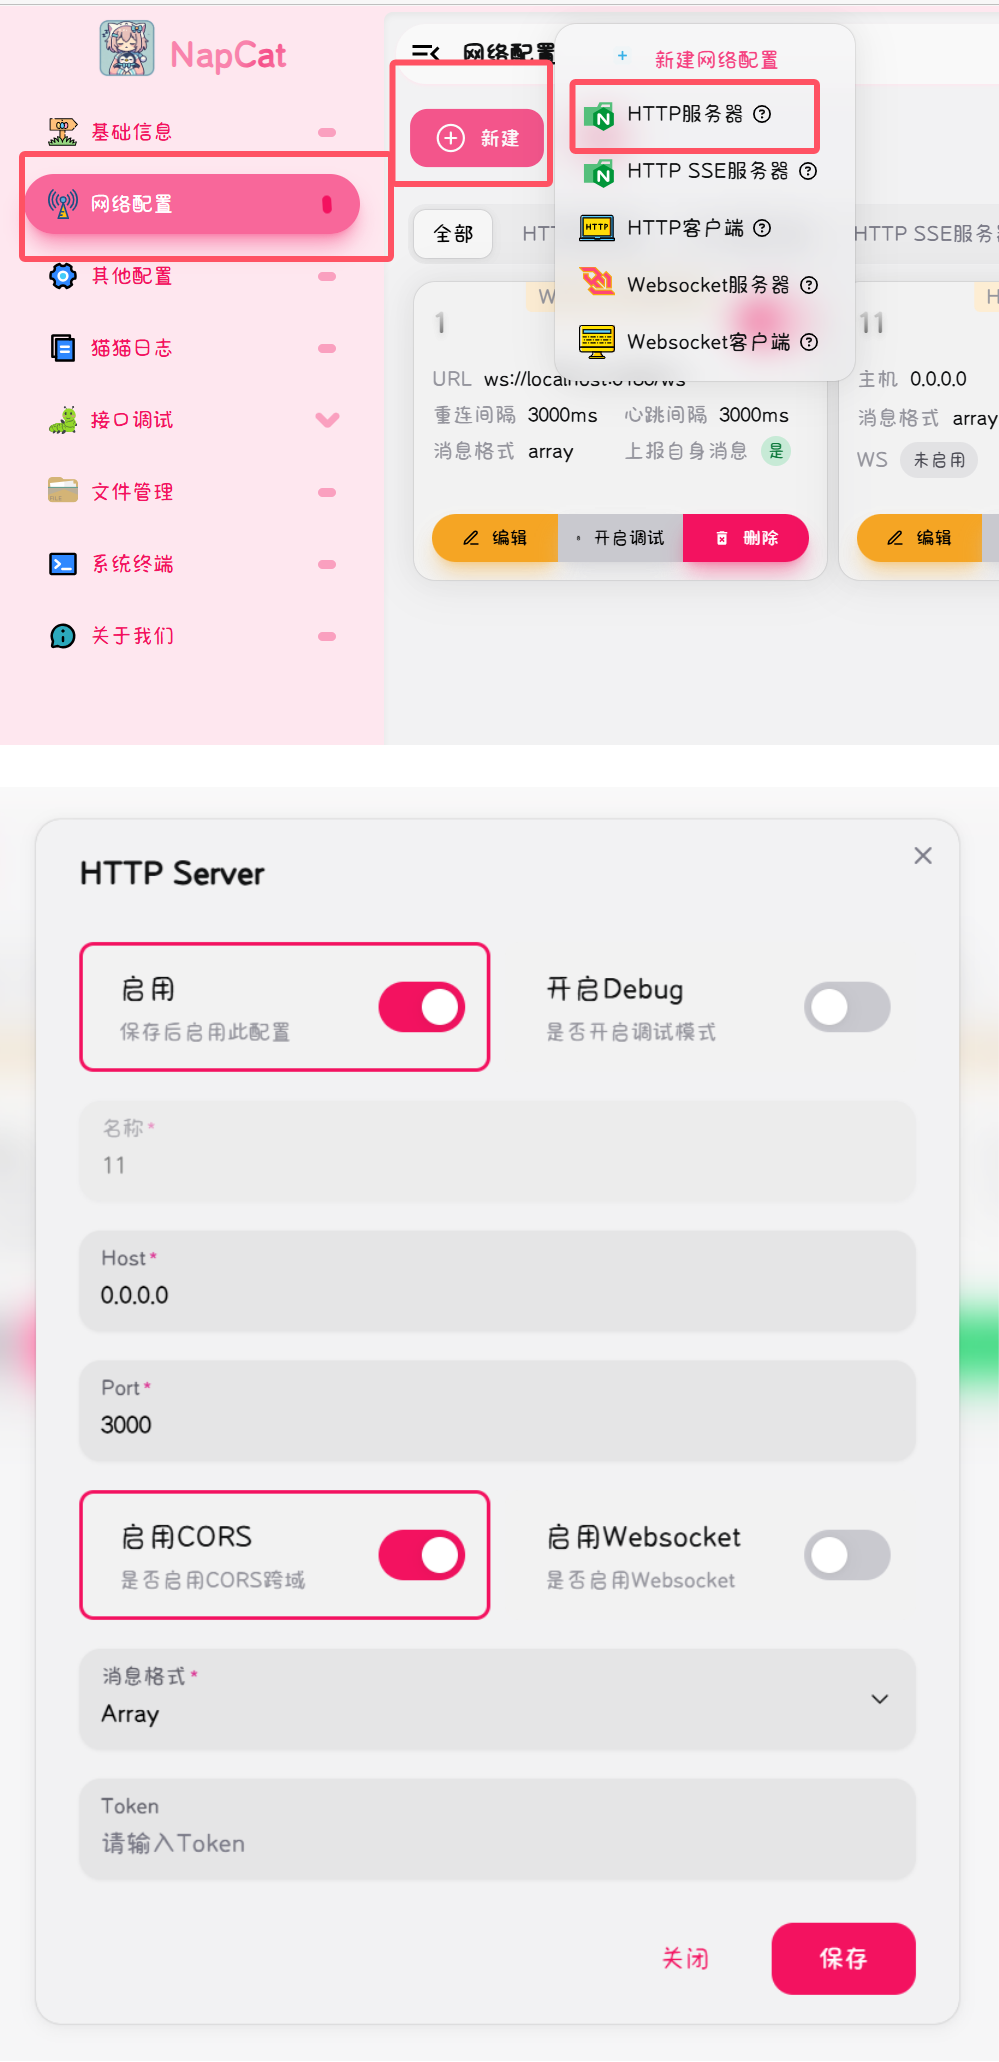 NapCat
基础信息
网络配置
其他配置
猫猫日志
接口调试
文件管理
系统终端
关于我们
网络配置
新建
新建网络配置
HTTP服务器
HTTP SSE服务器
HTTP客户端
Websocket服务器
Websocket客户端
全部
HTTP SSE服务
1
URL
重连间隔 3000ms 心跳间隔 3000ms
消息格式 array 上报自身消息 是
编辑 开启调试 删除
11
主机 0.0.0.0
消息格式 array
WS 未启用
编辑
HTTP Server
启用
保存后启用此配置
开启Debug
是否开启调试模式
名称*
11
Host*
0.0.0.0
Port*
3000
启用CORS
是否启用CORS跨域
启用Websocket
是否启用Websocket
消息格式*
Array
Token
请输入Token
关闭
保存